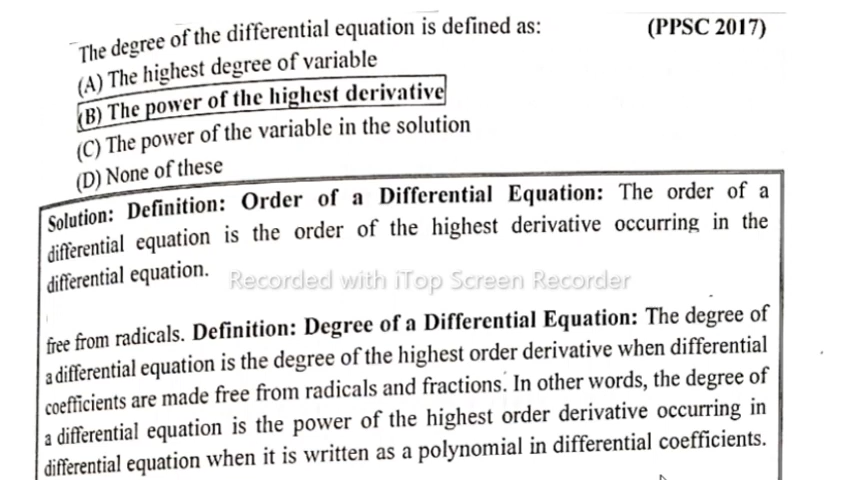 The degree of the differential equation is defined as: (PPSC 2017)
(A) The highest degree of variable
(B) The power of the highest derivative
(C) The power of the variable in the solution
(D) None of these
Solution: Definition: Order of a Differential Equation: The order of a
differential equation is the order of the highest derivative occurring in the
differential equation.
Recorded with iTop Screen Recorder
free from radicals. Definition: Degree of a Differential Equation: The degree of
a differential equation is the degree of the highest order derivative when differential
coefficients are made free from radicals and fractions. In other words, the degree of
a differential equation is the power of the highest order derivative occurring in
differential equation when it is written as a polynomial in differential coefficients.